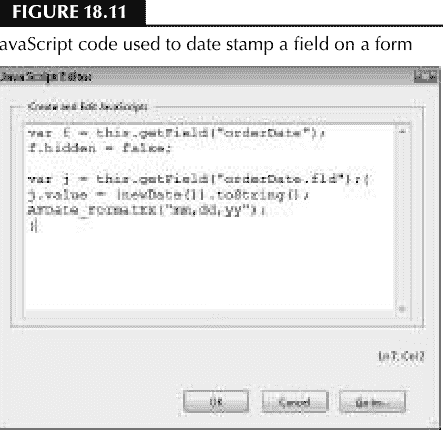 FIGURE 18.11
avaScript code used to date stamp a field on a form
JavaScript Editor
Create and Edit JavaScripts
var f = this.getField("orderDate");
f.hidden = false;
var j = this.getField("orderDate.fld");{
j.value = (newDate()).toString();
AFDate_FormatEX("mm,dd,yy");
}
Ln 7, Col 2
OK
Cancel
Go to...